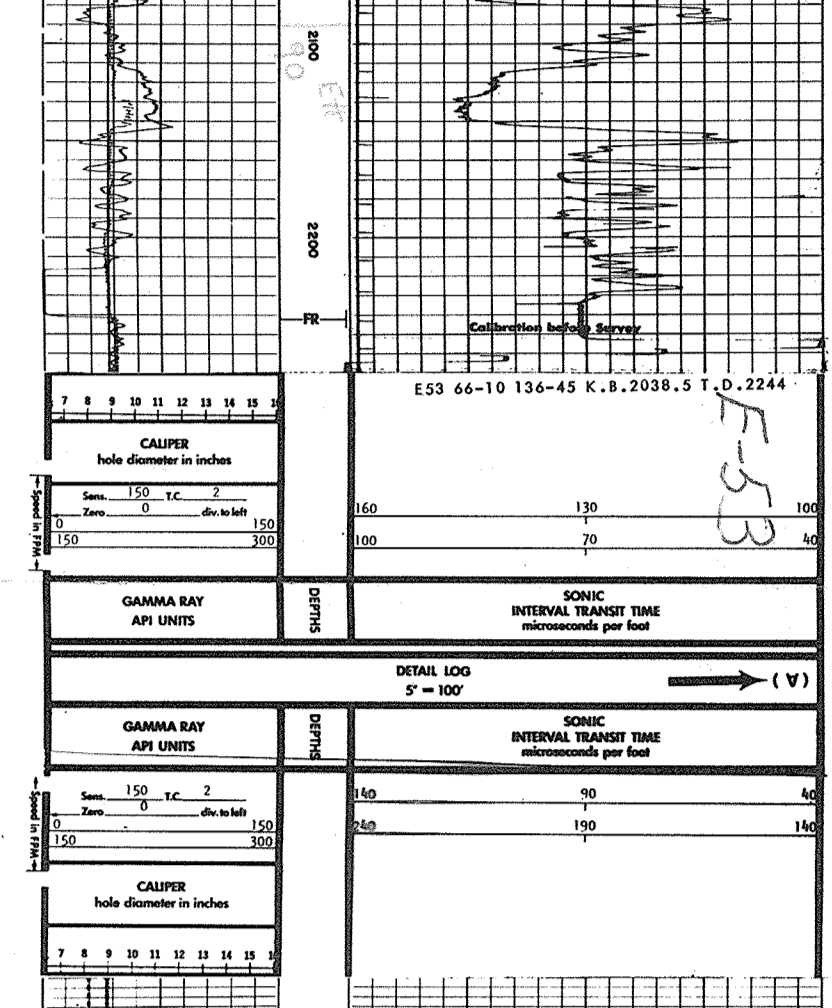 2100
90
2200
FR
Calibration before Survey
E53 66-10 136-45 K.B.2038.5 T.D.2244
E-53
7 8 9 10 11 12 13 14 15 1
CALIPER
hole diameter in inches
Speed in FPM
Sens. 150 T.C. 2
Zero 0 div. to left
0 150
150 300
160 130 100
100 70 40
GAMMA RAY
API UNITS
DEPTHS
SONIC
INTERVAL TRANSIT TIME
microseconds per foot
DETAIL LOG
5" = 100'
(A)
GAMMA RAY
API UNITS
DEPTHS
SONIC
INTERVAL TRANSIT TIME
microseconds per foot
Speed in FPM
Sens. 150 T.C. 2
Zero 0 div. to left
0 150
150 300
140 90 40
240 190 140
CALIPER
hole diameter in inches
7 8 9 10 11 12 13 14 15 1